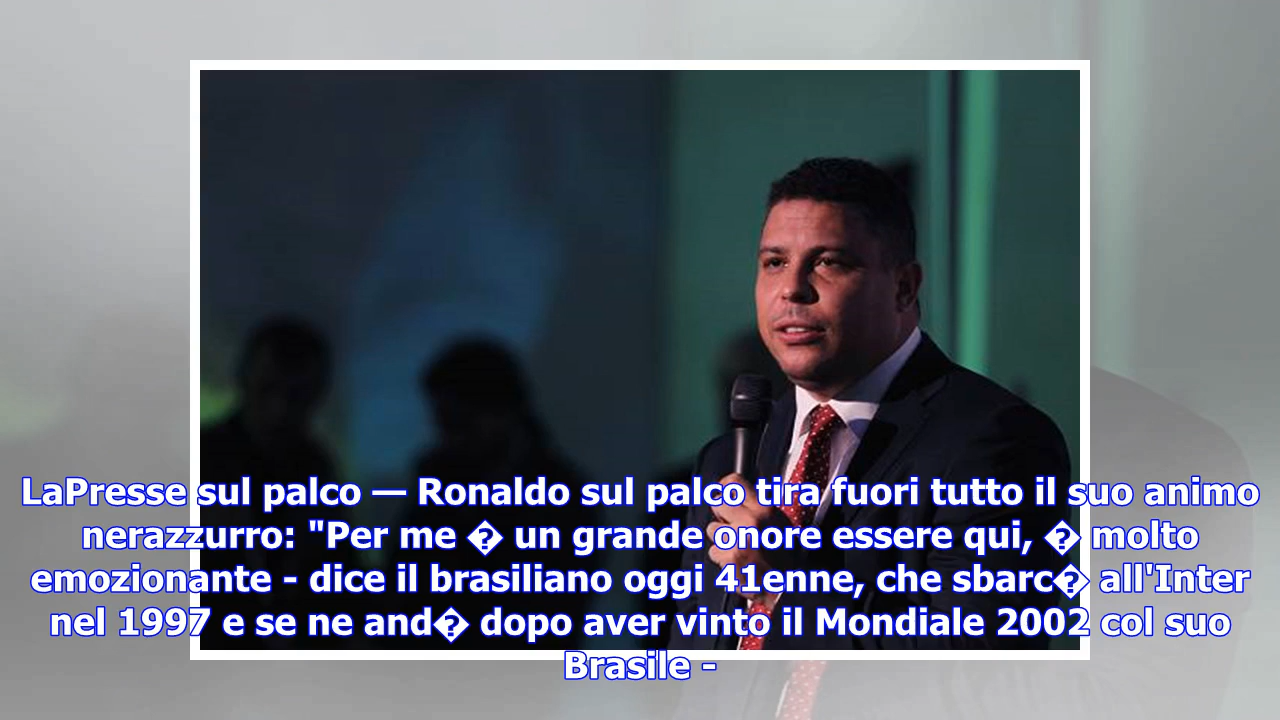 LaPresse sul palco — Ronaldo sul palco tira fuori tutto il suo animo
nerazzurro: "Per me � un grande onore essere qui, � molto
emozionante - dice il brasiliano oggi 41enne, che sbarc� all'Inter
nel 1997 e se ne and� dopo aver vinto il Mondiale 2002 col suo
Brasile -